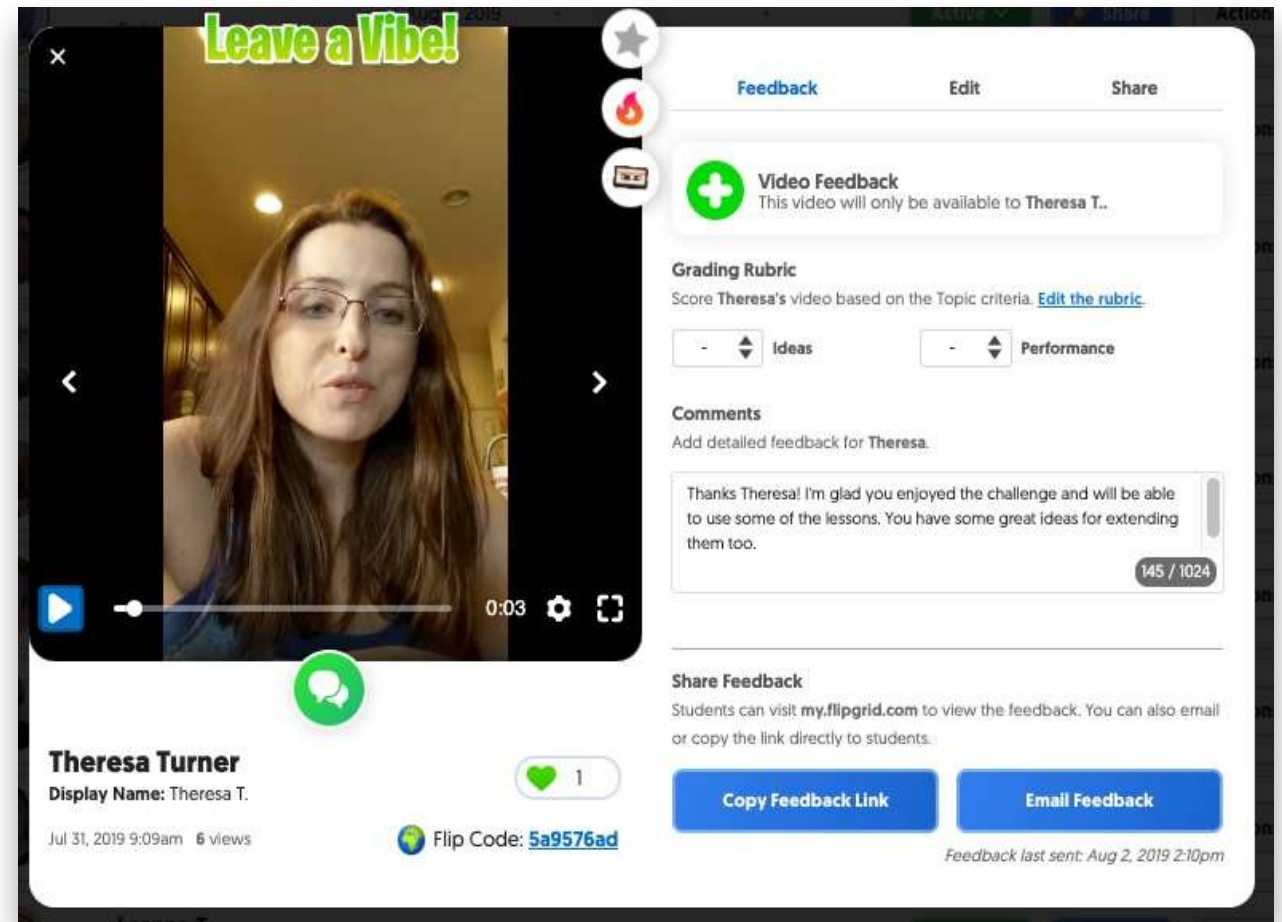 Aug 7, 2019
Active
Share
Action
Leave a Vibe!
Feedback
Edit
Share
Video Feedback
This video will only be available to Theresa T..
Grading Rubric
Score Theresa's video based on the Topic criteria. Edit the rubric.
- Ideas
- Performance
Comments
Add detailed feedback for Theresa.
Thanks Theresa! I'm glad you enjoyed the challenge and will be able
to use some of the lessons. You have some great ideas for extending
them too.
145 / 1024
0:03
Share Feedback
Students can visit my.flipgrid.com to view the feedback. You can also email
or copy the link directly to students.
Copy Feedback Link
Email Feedback
Feedback last sent: Aug 2, 2019 2:10pm
Theresa Turner
Display Name: Theresa T.
1
Jul 31, 2019 9:09am 6 views
Flip Code: 5a9576ad